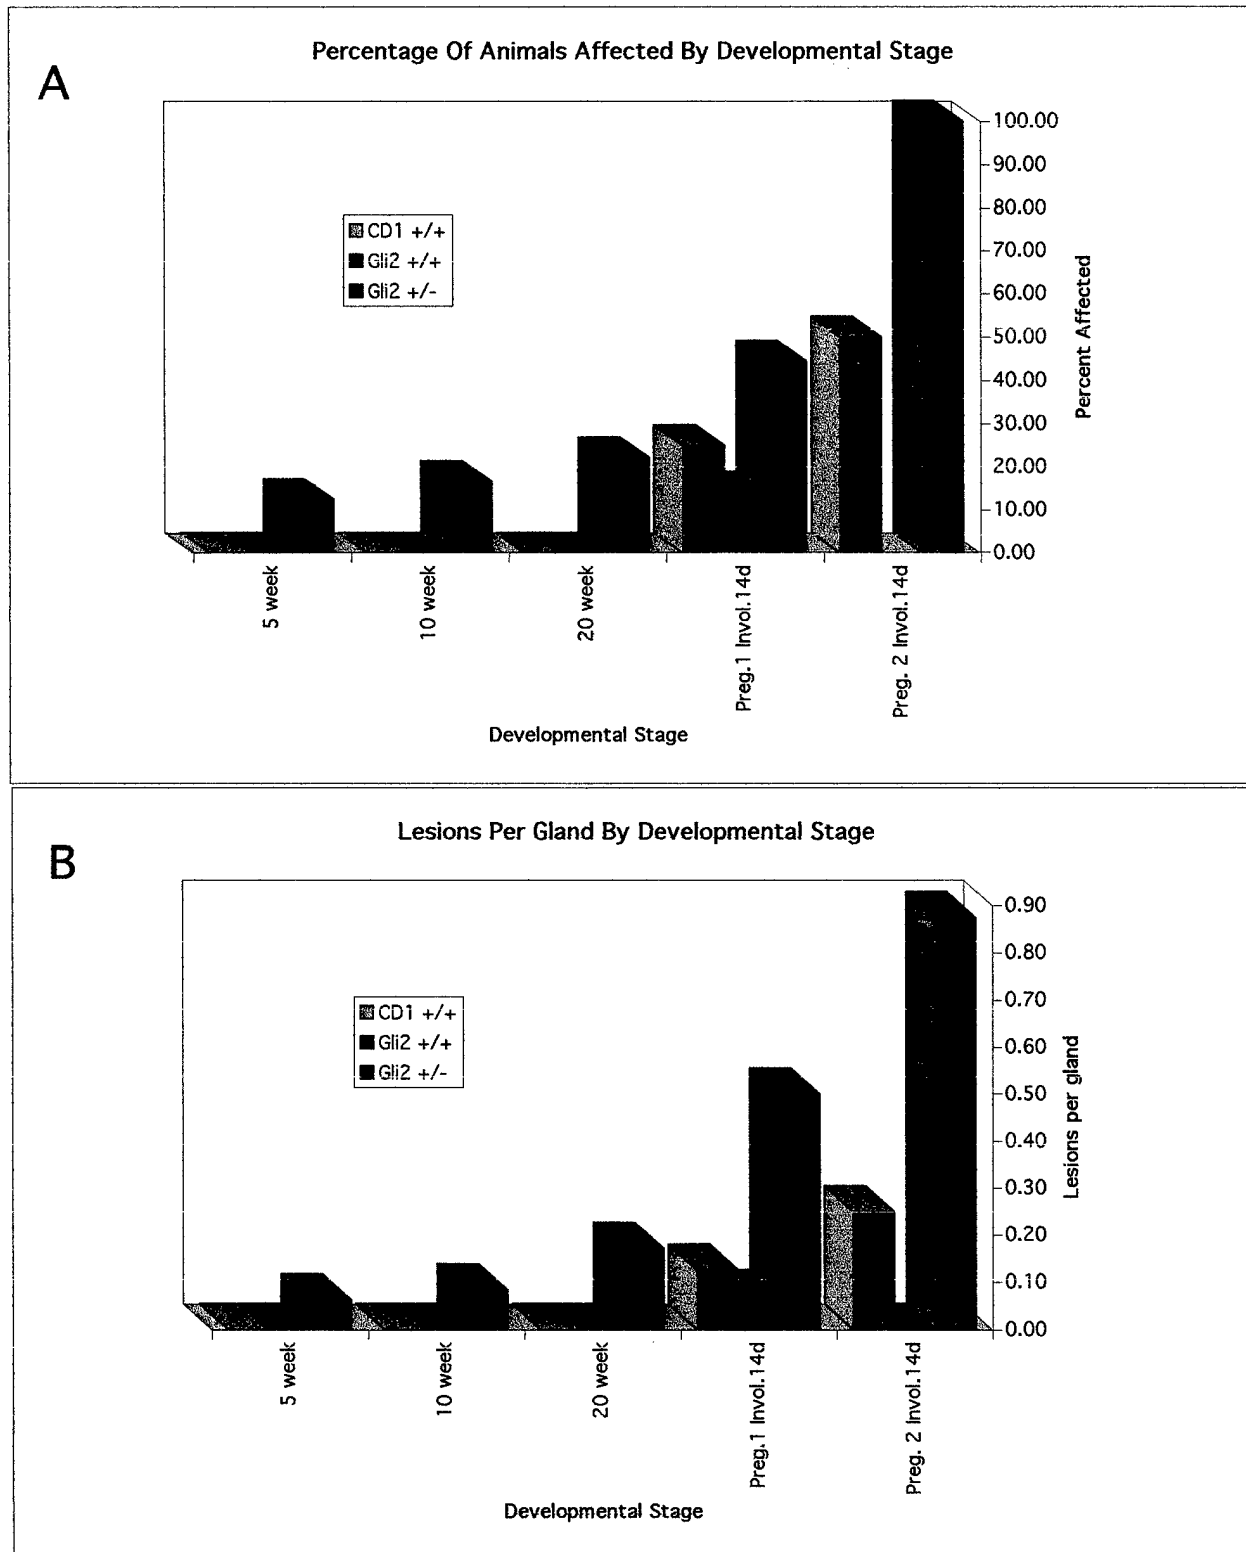 Percentage Of Animals Affected By Developmental Stage
A
CD1 +/+
Gli2 +/+
Gli2 +/-
100.00
90.00
80.00
70.00
60.00
50.00
40.00
30.00
20.00
10.00
0.00
Percent Affected
5 week
10 week
20 week
Preg.1 Invol.14d
Preg. 2 Invol.14d
Developmental Stage
Lesions Per Gland By Developmental Stage
B
CD1 +/+
Gli2 +/+
Gli2 +/-
0.90
0.80
0.70
0.60
0.50
0.40
0.30
0.20
0.10
0.00
Lesions per gland
5 week
10 week
20 week
Preg.1 Invol.14d
Preg. 2 Invol.14d
Developmental Stage